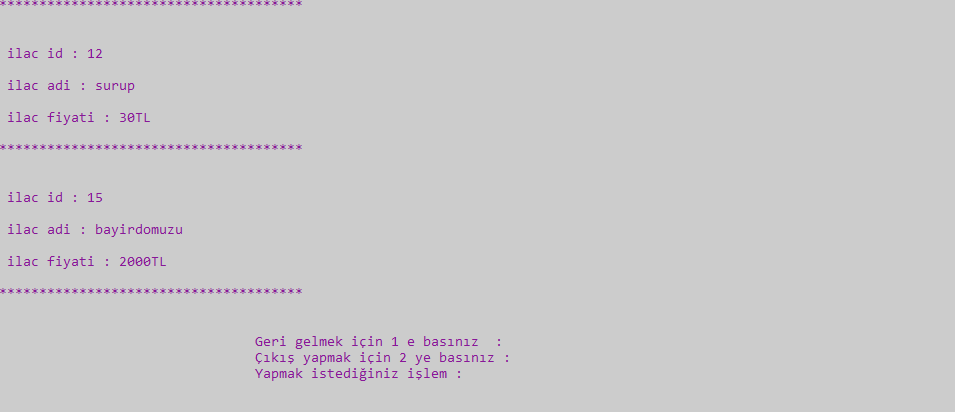 **************************************
ilac id : 12
ilac adi : surup
ilac fiyati : 30TL
**************************************
ilac id : 15
ilac adi : bayirdomuzu
ilac fiyati : 2000TL
**************************************
Geri gelmek için 1 e basınız  :
Çıkış yapmak için 2 ye basınız :
Yapmak istediğiniz işlem :